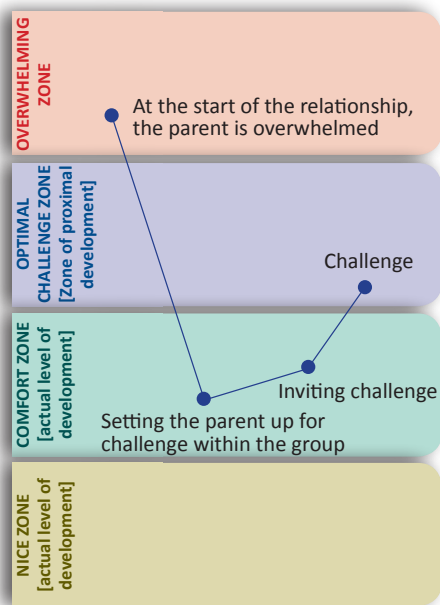 OVERWHELMING
ZONE
At the start of the relationship,
the parent is overwhelmed
OPTIMAL
CHALLENGE ZONE
[Zone of proximal
development]
Challenge
COMFORT ZONE
[actual level of
development]
Inviting challenge
Setting the parent up for
challenge within the group
NICE ZONE
[actual level of
development]